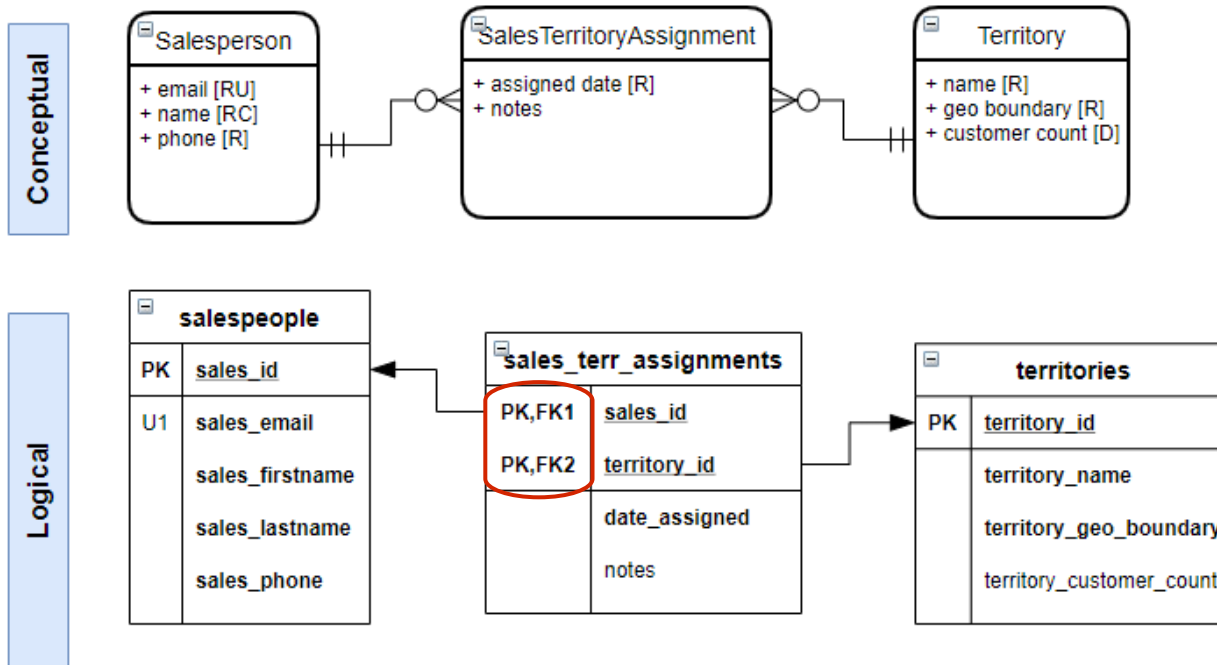 Conceptual
Salesperson
+ email [RU]
+ name [RC]
+ phone [R]
SalesTerritoryAssignment
+ assigned date [R]
+ notes
Territory
+ name [R]
+ geo boundary [R]
+ customer count [D]
Logical
salespeople
PK sales_id
U1 sales_email
sales_firstname
sales_lastname
sales_phone
sales_terr_assignments
PK,FK1 sales_id
PK,FK2 territory_id
date_assigned
notes
territories
PK territory_id
territory_name
territory_geo_boundary
territory_customer_count